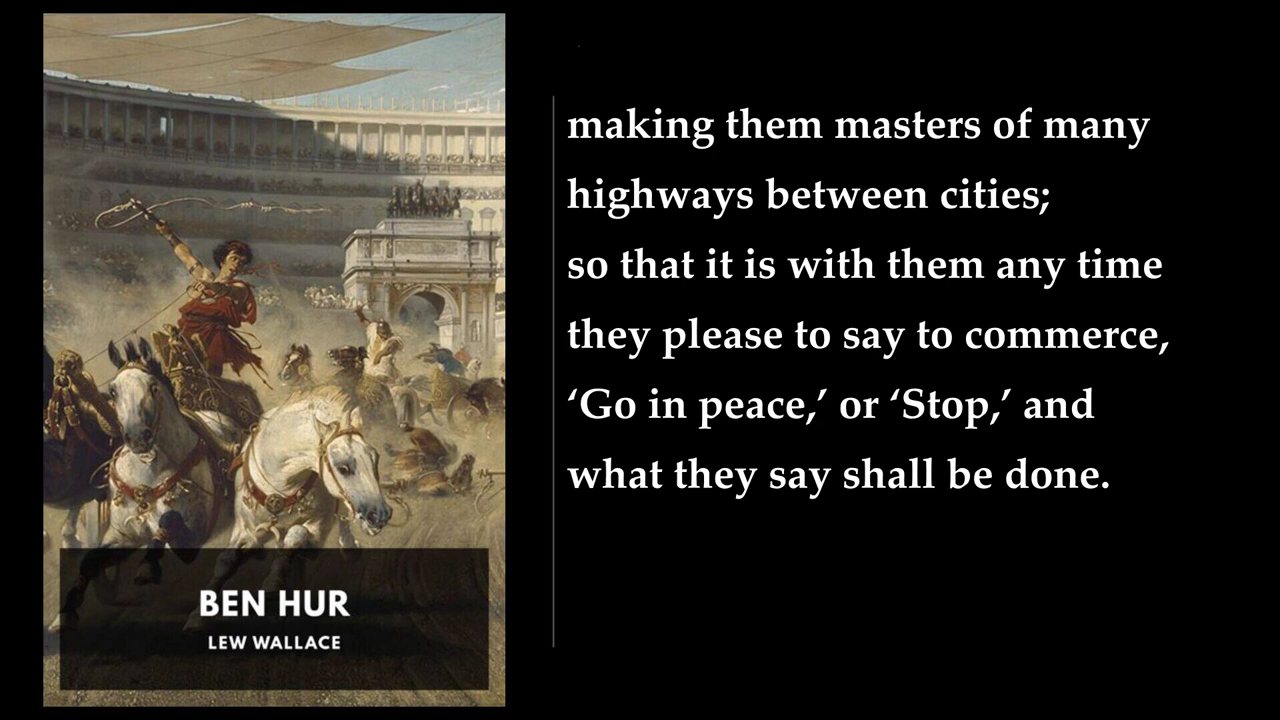 BEN HUR
LEW WALLACE
making them masters of many
highways between cities;
so that it is with them any time
they please to say to commerce,
‘Go in peace,’ or ‘Stop,’ and
what they say shall be done.